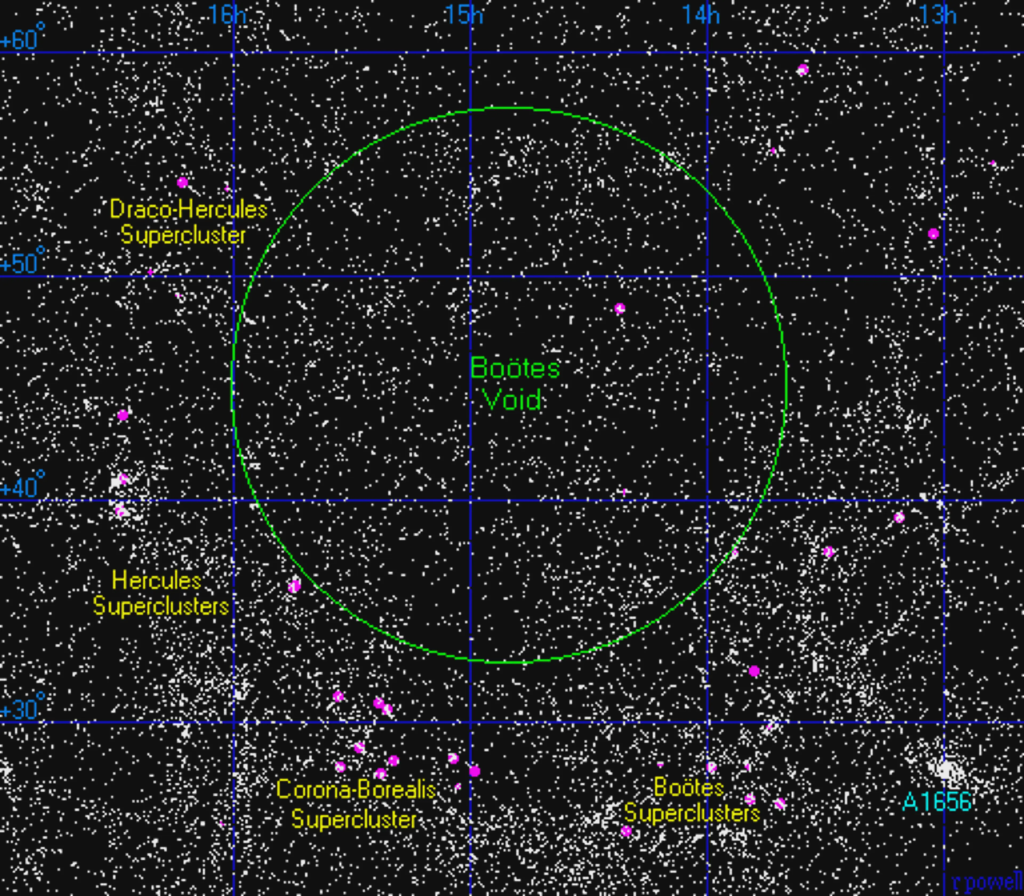 16h 15h 14h 13h
+60°
Draco-Hercules
Supercluster
+50°
Boötes
Void
+40°
Hercules
Superclusters
+30°
Corona-Borealis
Supercluster
Boötes
Superclusters
A1656
rpowell